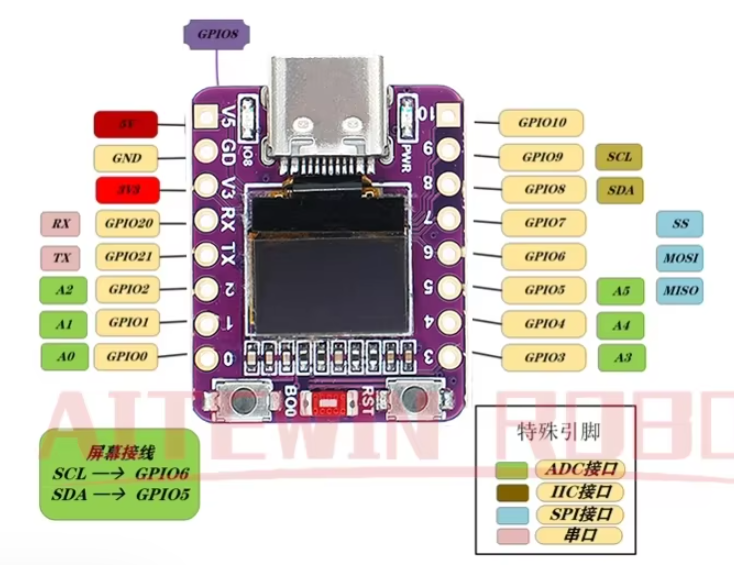 GPIO8
5V
GND
3V3
RX GPIO20
TX GPIO21
A2 GPIO2
A1 GPIO1
A0 GPIO0
V5
GD
V3
RX
TX
2
1
0
IO8
PWR
10
9
8
7
6
5
4
3
BO0
RST
GPIO10
GPIO9 SCL
GPIO8 SDA
GPIO7 SS
GPIO6 MOSI
GPIO5 A5 MISO
GPIO4 A4
GPIO3 A3
AITEWIN ROBO
屏幕接线
SCL —→ GPIO6
SDA —→ GPIO5
特殊引脚
ADC接口
IIC接口
SPI接口
串口